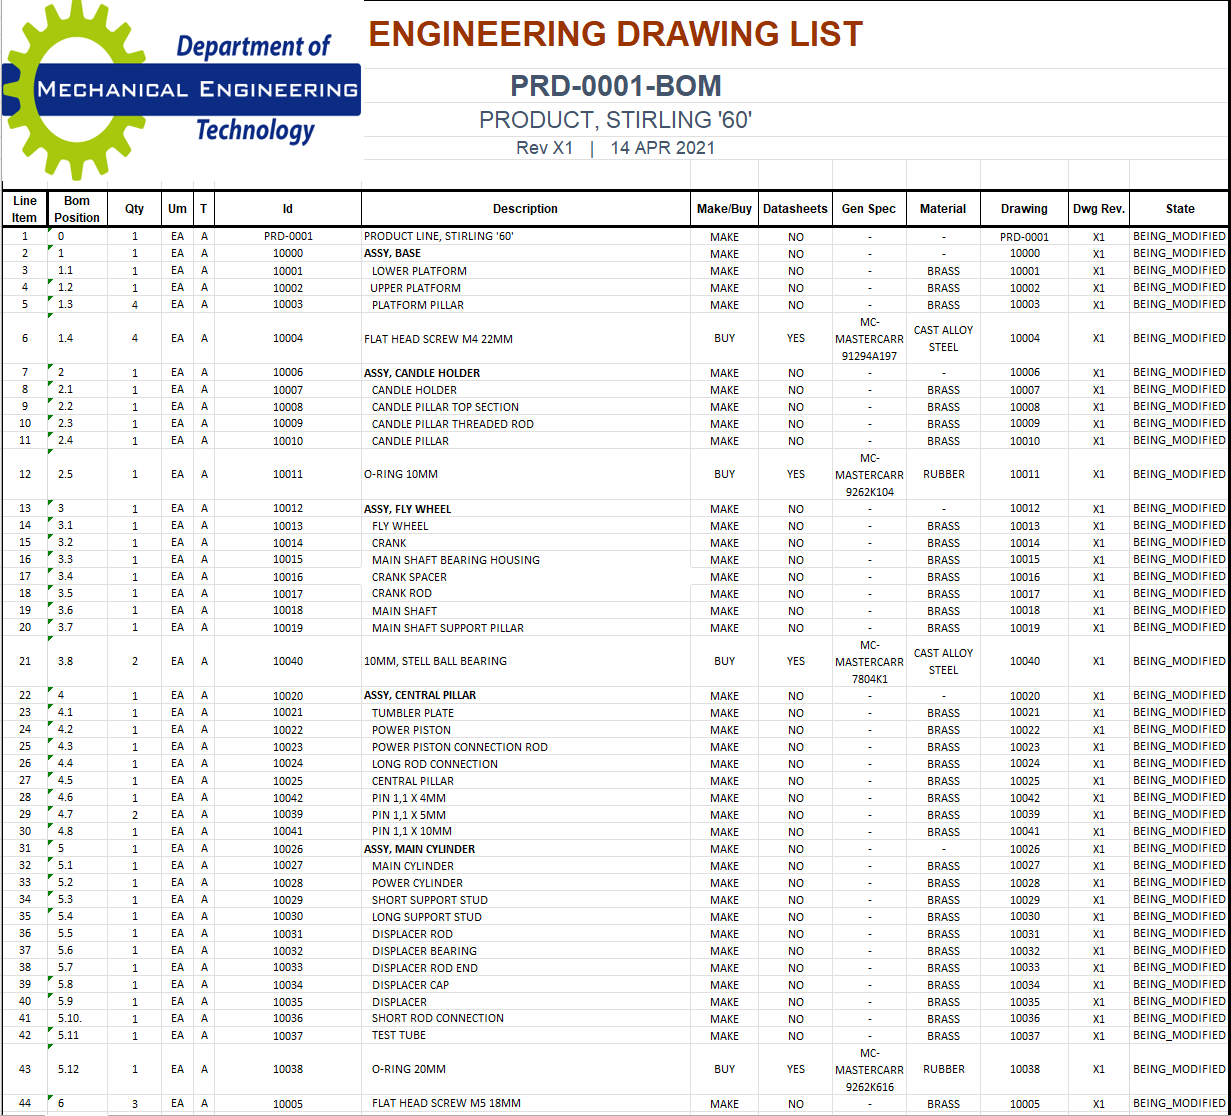 Department of
MECHANICAL ENGINEERING
Technology
ENGINEERING DRAWING LIST
PRD-0001-BOM
PRODUCT, STIRLING '60'
Rev X1 | 14 APR 2021
Line Item Bom Position Qty Um T Id Description Make/Buy Datasheets Gen Spec Material Drawing Dwg Rev. State
1 0 1 EA A PRD-0001 PRODUCT LINE, STIRLING '60' MAKE NO - - PRD-0001 X1 BEING_MODIFIED
2 1 1 EA A 10000 ASSY, BASE MAKE NO - - 10000 X1 BEING_MODIFIED
3 1.1 1 EA A 10001 LOWER PLATFORM MAKE NO - BRASS 10001 X1 BEING_MODIFIED
4 1.2 1 EA A 10002 UPPER PLATFORM MAKE NO - BRASS 10002 X1 BEING_MODIFIED
5 1.3 4 EA A 10003 PLATFORM PILLAR MAKE NO - BRASS 10003 X1 BEING_MODIFIED
6 1.4 4 EA A 10004 FLAT HEAD SCREW M4 22MM BUY YES MC-MASTERCARR 91294A197 CAST ALLOY STEEL 10004 X1 BEING_MODIFIED
7 2 1 EA A 10006 ASSY, CANDLE HOLDER MAKE NO - - 10006 X1 BEING_MODIFIED
8 2.1 1 EA A 10007 CANDLE HOLDER MAKE NO - BRASS 10007 X1 BEING_MODIFIED
9 2.2 1 EA A 10008 CANDLE PILLAR TOP SECTION MAKE NO - BRASS 10008 X1 BEING_MODIFIED
10 2.3 1 EA A 10009 CANDLE PILLAR THREADED ROD MAKE NO - BRASS 10009 X1 BEING_MODIFIED
11 2.4 1 EA A 10010 CANDLE PILLAR MAKE NO - BRASS 10010 X1 BEING_MODIFIED
12 2.5 1 EA A 10011 O-RING 10MM BUY YES MC-MASTERCARR 9262K104 RUBBER 10011 X1 BEING_MODIFIED
13 3 1 EA A 10012 ASSY, FLY WHEEL MAKE NO - - 10012 X1 BEING_MODIFIED
14 3.1 1 EA A 10013 FLY WHEEL MAKE NO - BRASS 10013 X1 BEING_MODIFIED
15 3.2 1 EA A 10014 CRANK MAKE NO - BRASS 10014 X1 BEING_MODIFIED
16 3.3 1 EA A 10015 MAIN SHAFT BEARING HOUSING MAKE NO - BRASS 10015 X1 BEING_MODIFIED
17 3.4 1 EA A 10016 CRANK SPACER MAKE NO - BRASS 10016 X1 BEING_MODIFIED
18 3.5 1 EA A 10017 CRANK ROD MAKE NO - BRASS 10017 X1 BEING_MODIFIED
19 3.6 1 EA A 10018 MAIN SHAFT MAKE NO - BRASS 10018 X1 BEING_MODIFIED
20 3.7 1 EA A 10019 MAIN SHAFT SUPPORT PILLAR MAKE NO - BRASS 10019 X1 BEING_MODIFIED
21 3.8 2 EA A 10040 10MM, STELL BALL BEARING BUY YES MC-MASTERCARR 7804K1 CAST ALLOY STEEL 10040 X1 BEING_MODIFIED
22 4 1 EA A 10020 ASSY, CENTRAL PILLAR MAKE NO - - 10020 X1 BEING_MODIFIED
23 4.1 1 EA A 10021 TUMBLER PLATE MAKE NO - BRASS 10021 X1 BEING_MODIFIED
24 4.2 1 EA A 10022 POWER PISTON MAKE NO - BRASS 10022 X1 BEING_MODIFIED
25 4.3 1 EA A 10023 POWER PISTON CONNECTION ROD MAKE NO - BRASS 10023 X1 BEING_MODIFIED
26 4.4 1 EA A 10024 LONG ROD CONNECTION MAKE NO - BRASS 10024 X1 BEING_MODIFIED
27 4.5 1 EA A 10025 CENTRAL PILLAR MAKE NO - BRASS 10025 X1 BEING_MODIFIED
28 4.6 1 EA A 10042 PIN 1,1 X 4MM MAKE NO - BRASS 10042 X1 BEING_MODIFIED
29 4.7 2 EA A 10039 PIN 1,1 X 5MM MAKE NO - BRASS 10039 X1 BEING_MODIFIED
30 4.8 1 EA A 10041 PIN 1,1 X 10MM MAKE NO - BRASS 10041 X1 BEING_MODIFIED
31 5 1 EA A 10026 ASSY, MAIN CYLINDER MAKE NO - - 10026 X1 BEING_MODIFIED
32 5.1 1 EA A 10027 MAIN CYLINDER MAKE NO - BRASS 10027 X1 BEING_MODIFIED
33 5.2 1 EA A 10028 POWER CYLINDER MAKE NO - BRASS 10028 X1 BEING_MODIFIED
34 5.3 1 EA A 10029 SHORT SUPPORT STUD MAKE NO - BRASS 10029 X1 BEING_MODIFIED
35 5.4 1 EA A 10030 LONG SUPPORT STUD MAKE NO - BRASS 10030 X1 BEING_MODIFIED
36 5.5 1 EA A 10031 DISPLACER ROD MAKE NO - BRASS 10031 X1 BEING_MODIFIED
37 5.6 1 EA A 10032 DISPLACER BEARING MAKE NO - BRASS 10032 X1 BEING_MODIFIED
38 5.7 1 EA A 10033 DISPLACER ROD END MAKE NO - BRASS 10033 X1 BEING_MODIFIED
39 5.8 1 EA A 10034 DISPLACER CAP MAKE NO - BRASS 10034 X1 BEING_MODIFIED
40 5.9 1 EA A 10035 DISPLACER MAKE NO - BRASS 10035 X1 BEING_MODIFIED
41 5.10. 1 EA A 10036 SHORT ROD CONNECTION MAKE NO - BRASS 10036 X1 BEING_MODIFIED
42 5.11 1 EA A 10037 TEST TUBE MAKE NO - BRASS 10037 X1 BEING_MODIFIED
43 5.12 1 EA A 10038 O-RING 20MM BUY YES MC-MASTERCARR 9262K616 RUBBER 10038 X1 BEING_MODIFIED
44 6 3 EA A 10005 FLAT HEAD SCREW M5 18MM MAKE NO - BRASS 10005 X1 BEING_MODIFIED